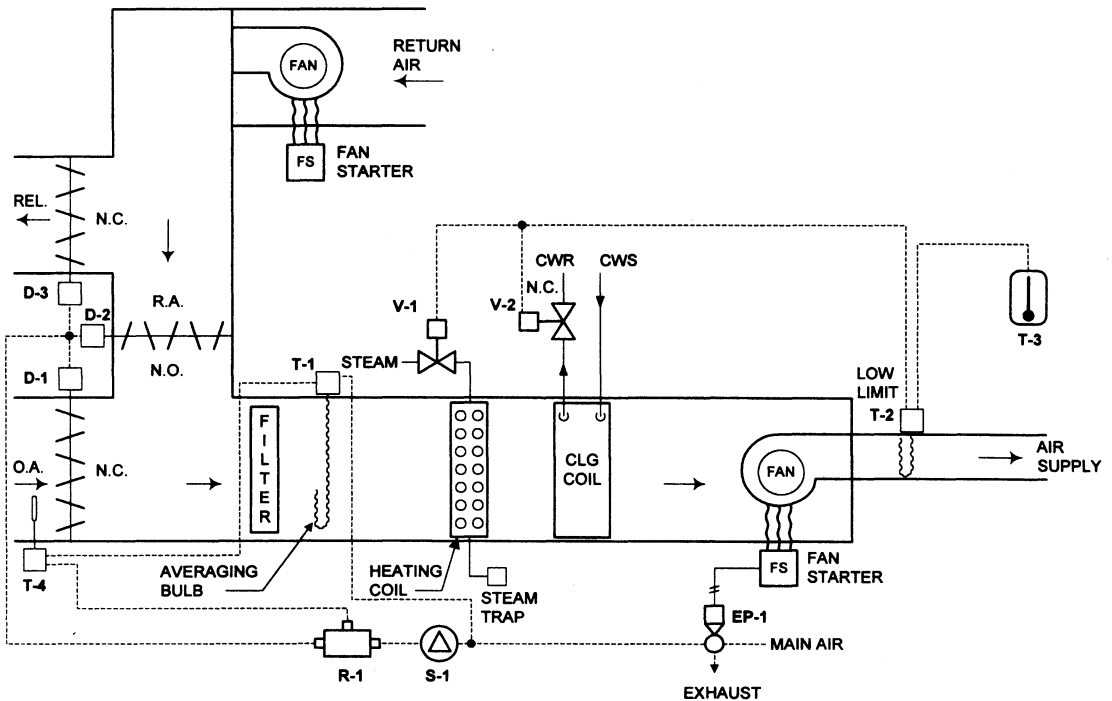 FAN
RETURN
AIR
FS
FAN
STARTER
REL.
N.C.
D-3
D-2
R.A.
N.O.
D-1
CWR
CWS
N.C.
V-1
V-2
STEAM
T-1
T-3
LOW
LIMIT
T-2
O.A.
N.C.
FILTER
CLG
COIL
FAN
AIR
SUPPLY
T-4
AVERAGING
BULB
HEATING
COIL
STEAM
TRAP
FS
FAN
STARTER
EP-1
MAIN AIR
R-1
S-1
EXHAUST